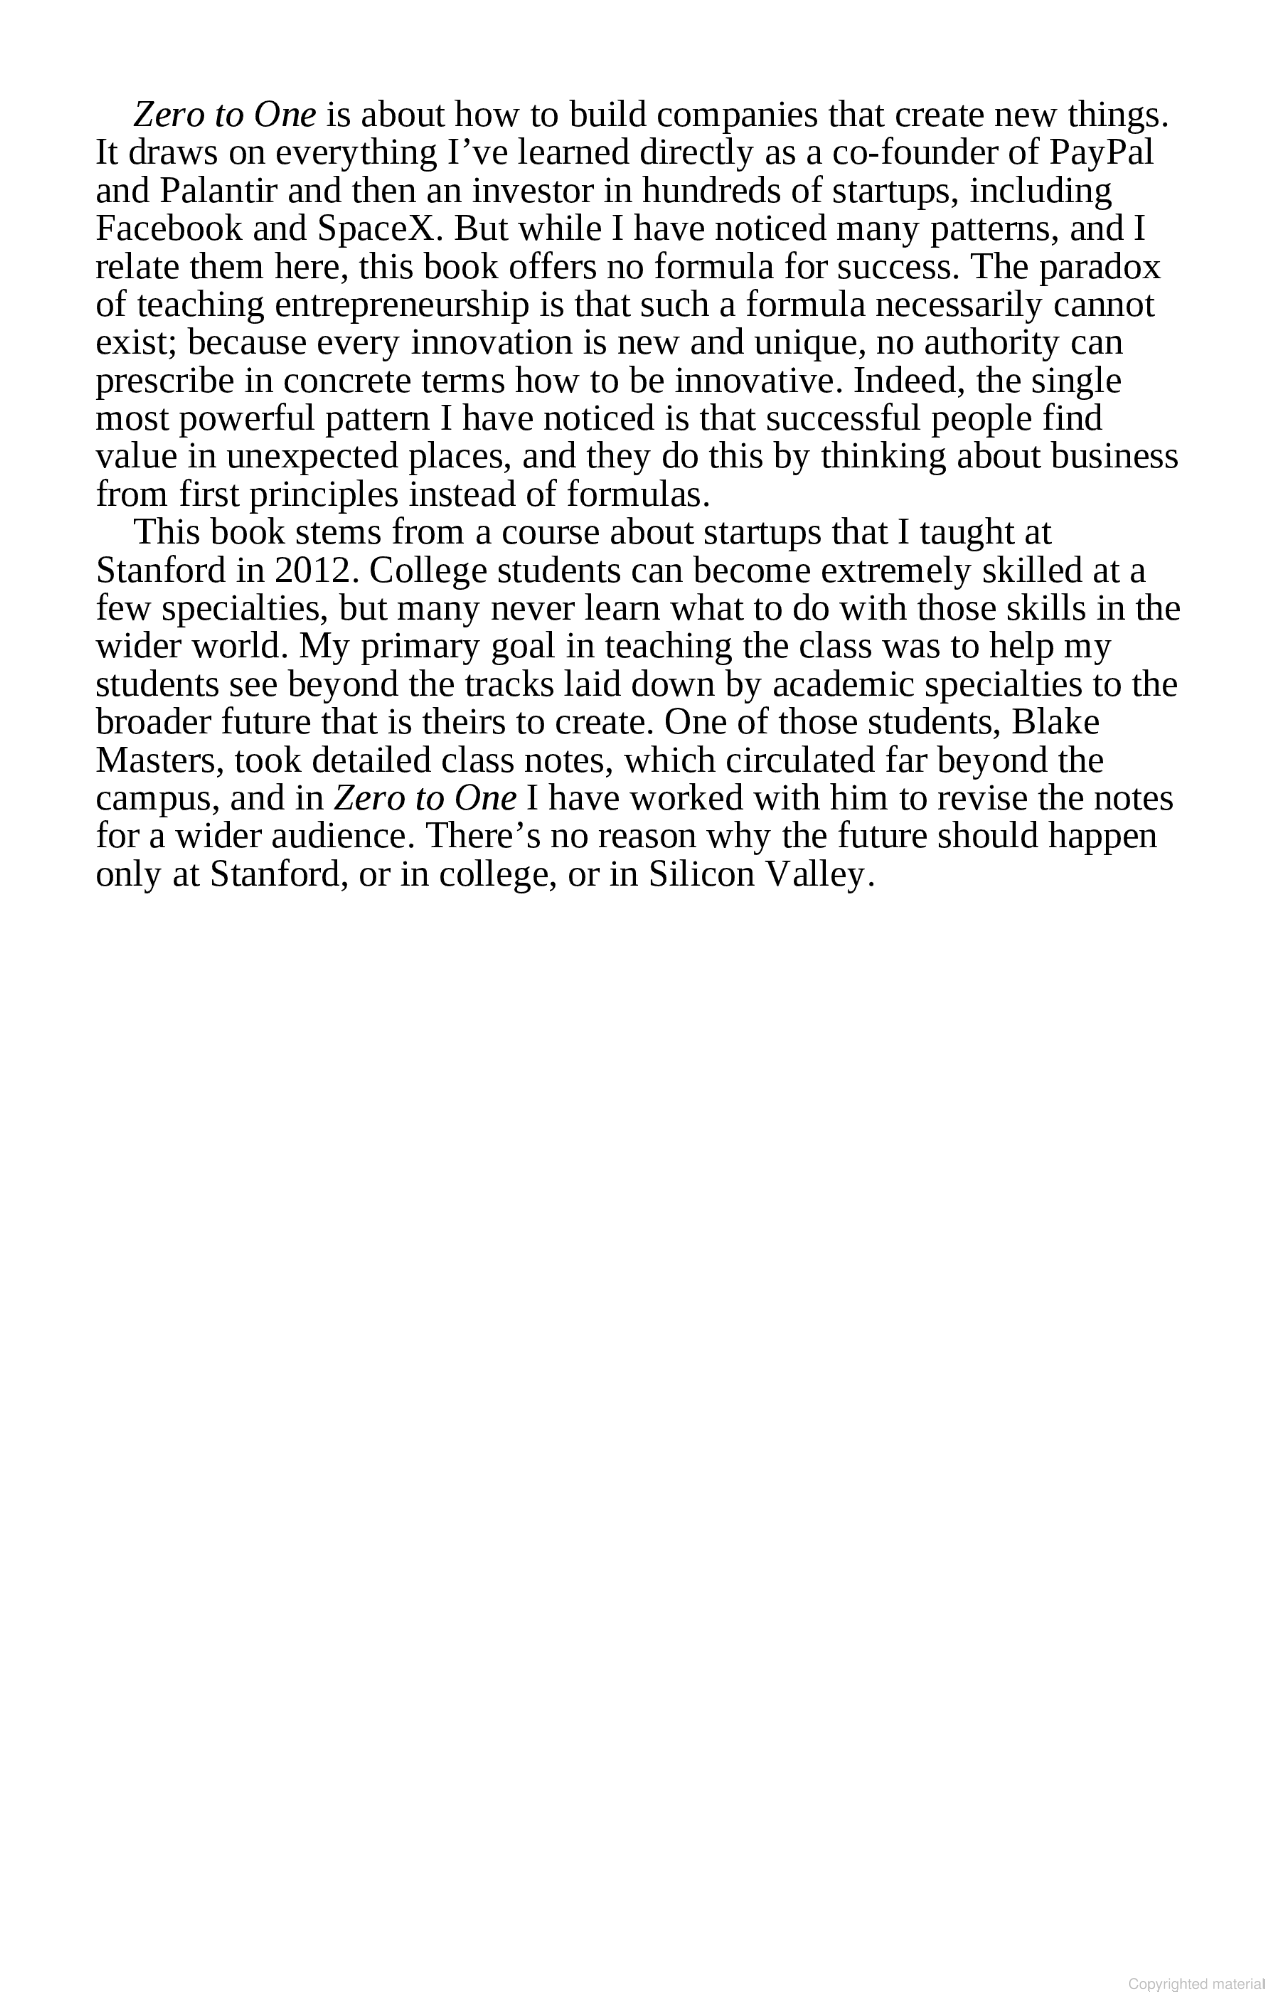 Zero to One is about how to build companies that create new things.
It draws on everything I’ve learned directly as a co-founder of PayPal
and Palantir and then an investor in hundreds of startups, including
Facebook and SpaceX. But while I have noticed many patterns, and I
relate them here, this book offers no formula for success. The paradox
of teaching entrepreneurship is that such a formula necessarily cannot
exist; because every innovation is new and unique, no authority can
prescribe in concrete terms how to be innovative. Indeed, the single
most powerful pattern I have noticed is that successful people find
value in unexpected places, and they do this by thinking about business
from first principles instead of formulas.
This book stems from a course about startups that I taught at
Stanford in 2012. College students can become extremely skilled at a
few specialties, but many never learn what to do with those skills in the
wider world. My primary goal in teaching the class was to help my
students see beyond the tracks laid down by academic specialties to the
broader future that is theirs to create. One of those students, Blake
Masters, took detailed class notes, which circulated far beyond the
campus, and in Zero to One I have worked with him to revise the notes
for a wider audience. There’s no reason why the future should happen
only at Stanford, or in college, or in Silicon Valley.
Copyrighted material